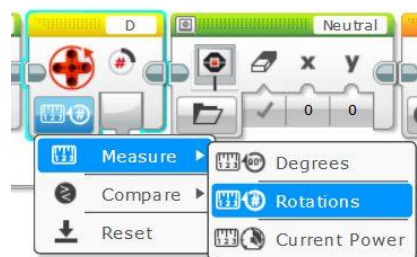 D Neutral
# x y
0 0
Measure
Degrees
Compare
Rotations
Reset
Current Power